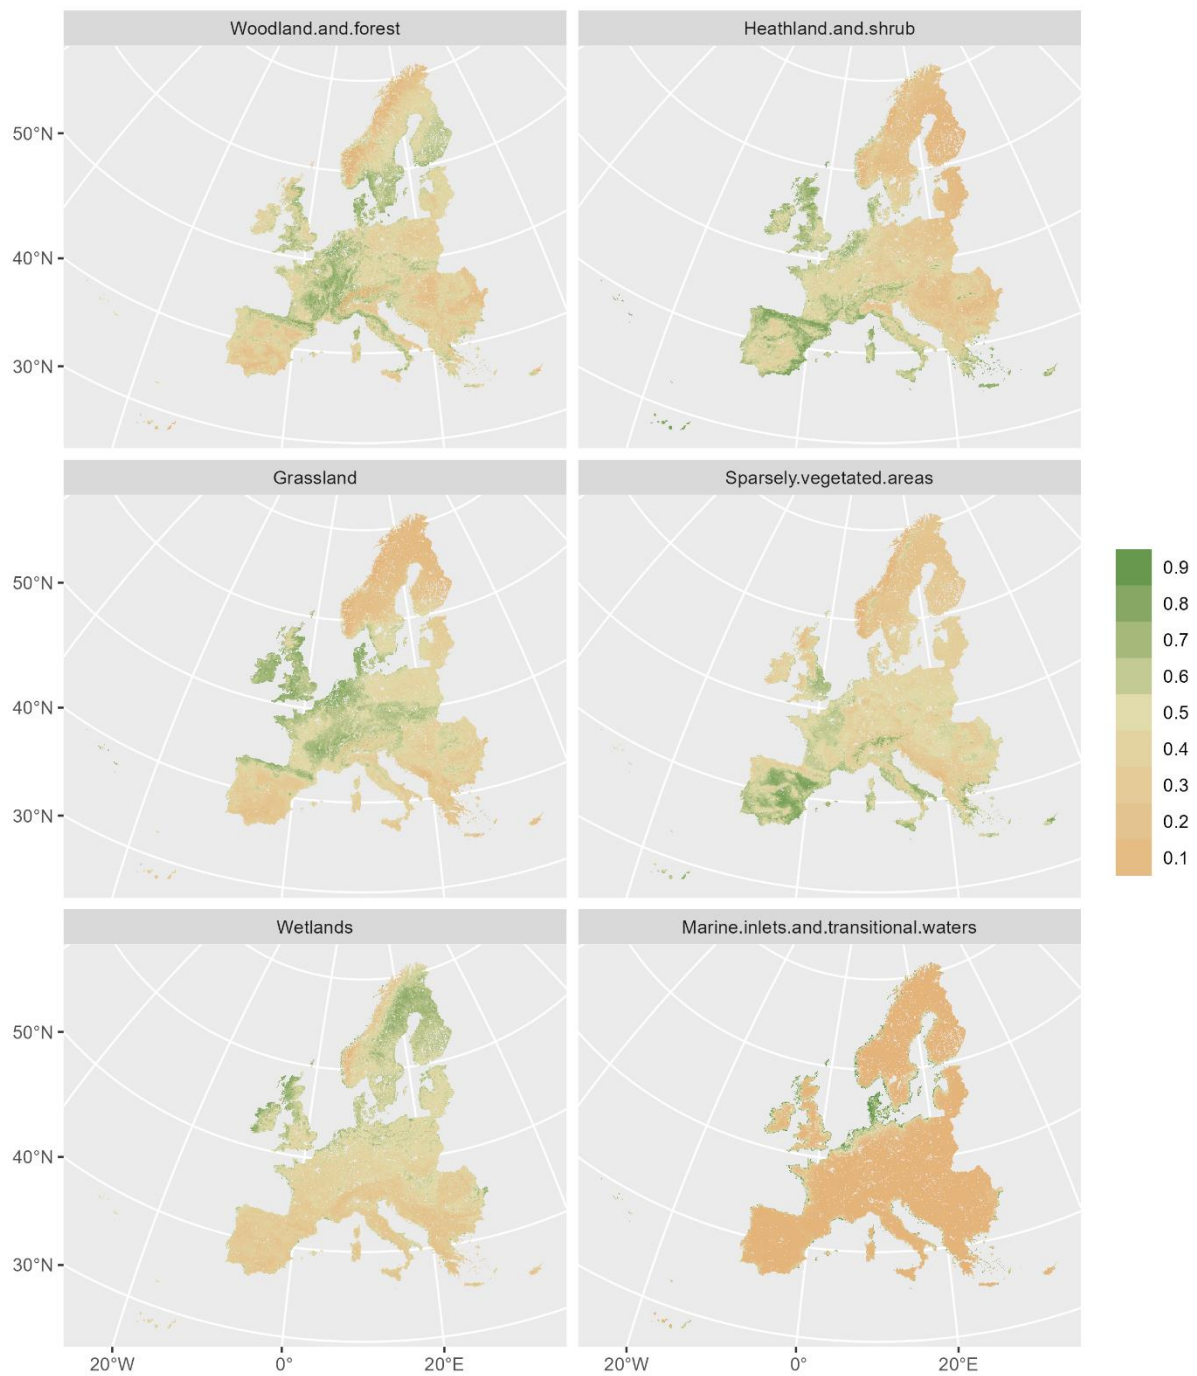 Woodland.and.forest
Heathland.and.shrub
50°N
40°N
30°N
Grassland
Sparsely.vegetated.areas
50°N
40°N
30°N
0.9
0.8
0.7
0.6
0.5
0.4
0.3
0.2
0.1
Wetlands
Marine.inlets.and.transitional.waters
50°N
40°N
30°N
20°W
0°
20°E
20°W
0°
20°E